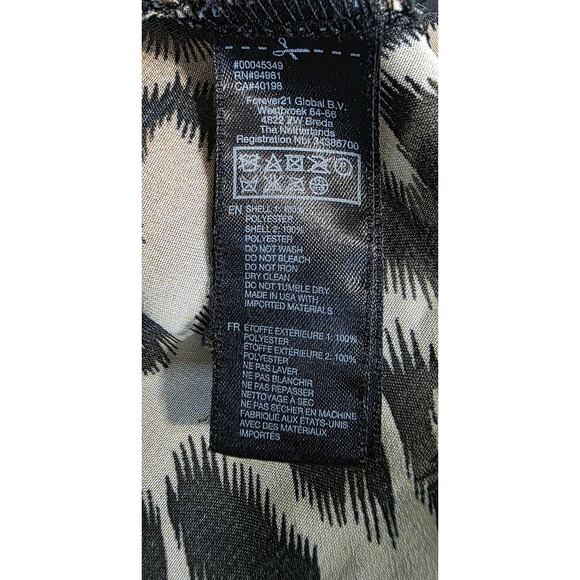 #00045349
RN#94981
CA#40198
Forever21 Global B.V.
Westbroek 64-66
4822 ZW Breda
The Netherlands
Registration Nbr 34386700
EN SHELL 1: 100%
POLYESTER
SHELL 2: 100%
POLYESTER
DO NOT WASH
DO NOT BLEACH
DO NOT IRON
DRY CLEAN
DO NOT TUMBLE DRY
MADE IN USA WITH
IMPORTED MATERIALS
FR ÉTOFFE EXTÉRIEURE 1: 100%
POLYESTER
ÉTOFFE EXTÉRIEURE 2: 100%
POLYESTER
NE PAS LAVER
NE PAS BLANCHIR
NE PAS REPASSER
NETTOYAGE À SEC
NE PAS SÉCHER EN MACHINE
FABRIQUÉ AUX ÉTATS-UNIS
AVEC DES MATÉRIAUX
IMPORTÉS